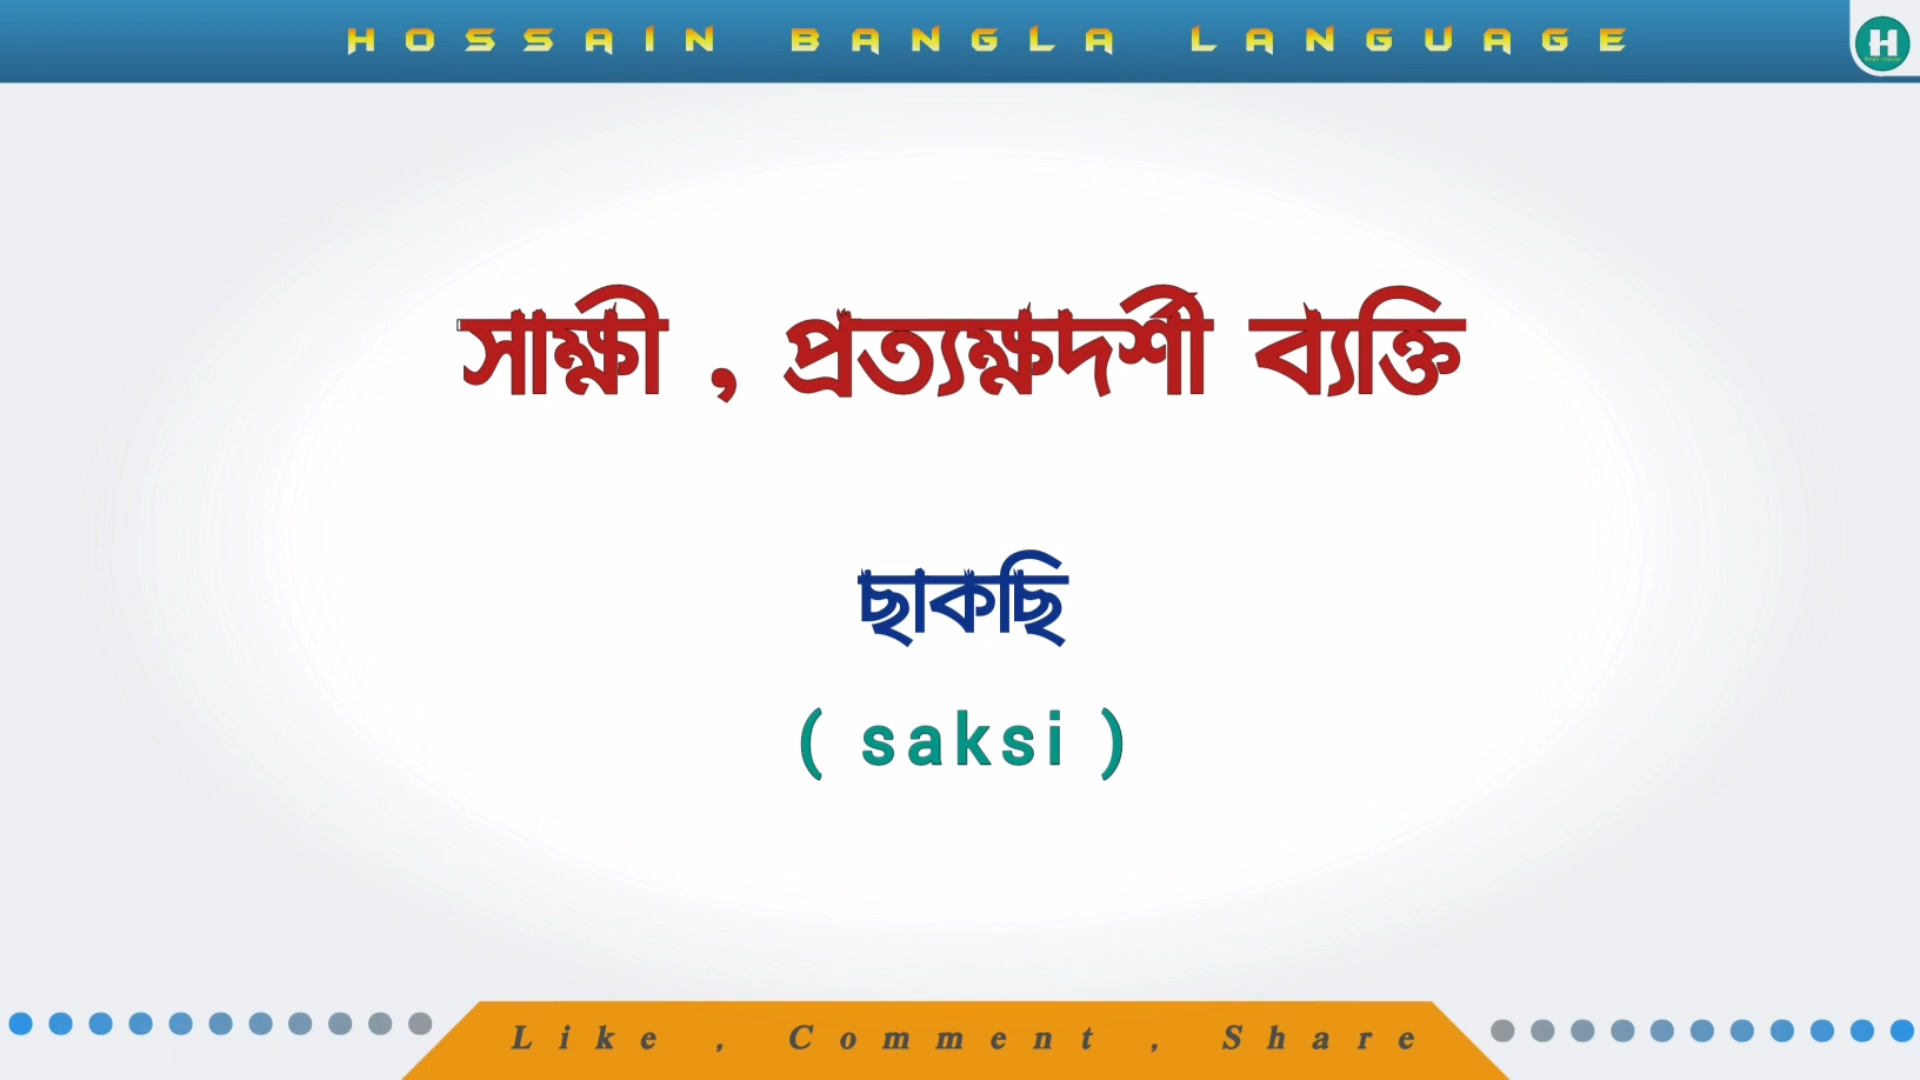 HOSSAIN BANGLA LANGUAGE
H
সাক্ষী , প্রত্যক্ষদর্শী ব্যক্তি
ছাকছি
( saksi )
Like , Comment , Share